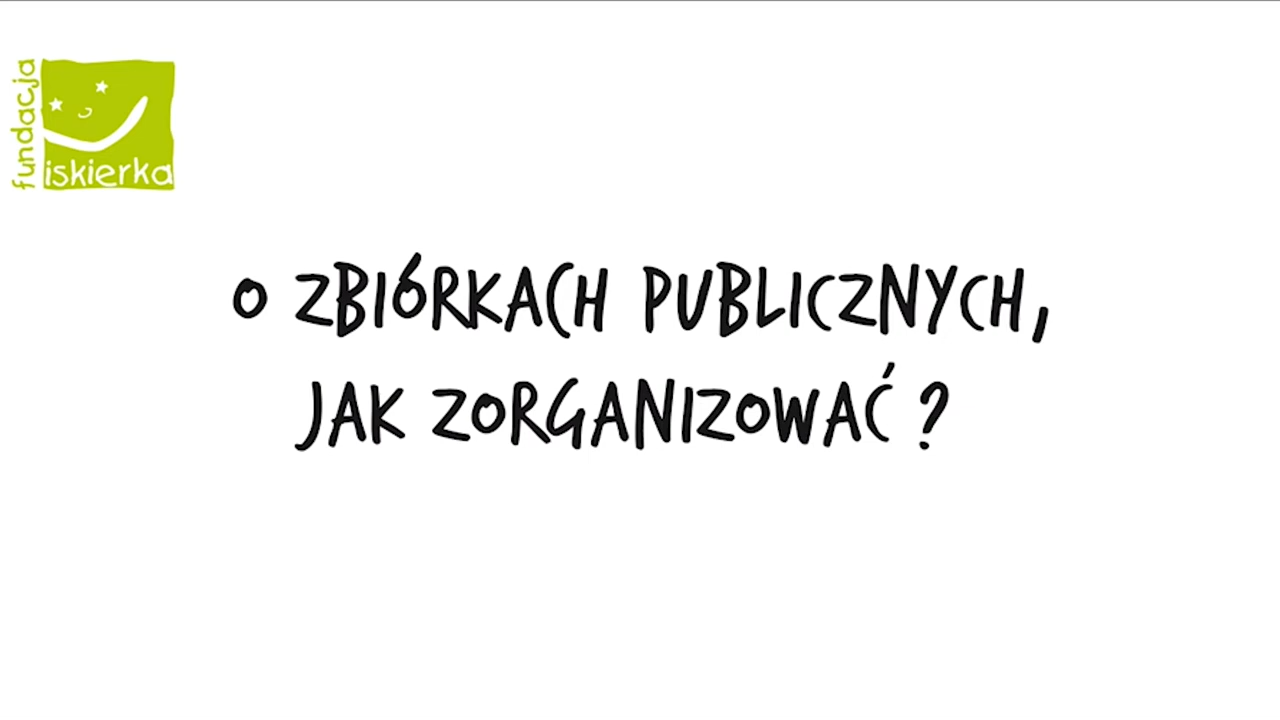 fundacja
iskierka
O ZBIÓRKACH PUBLICZNYCH,
JAK ZORGANIZOWAĆ ?